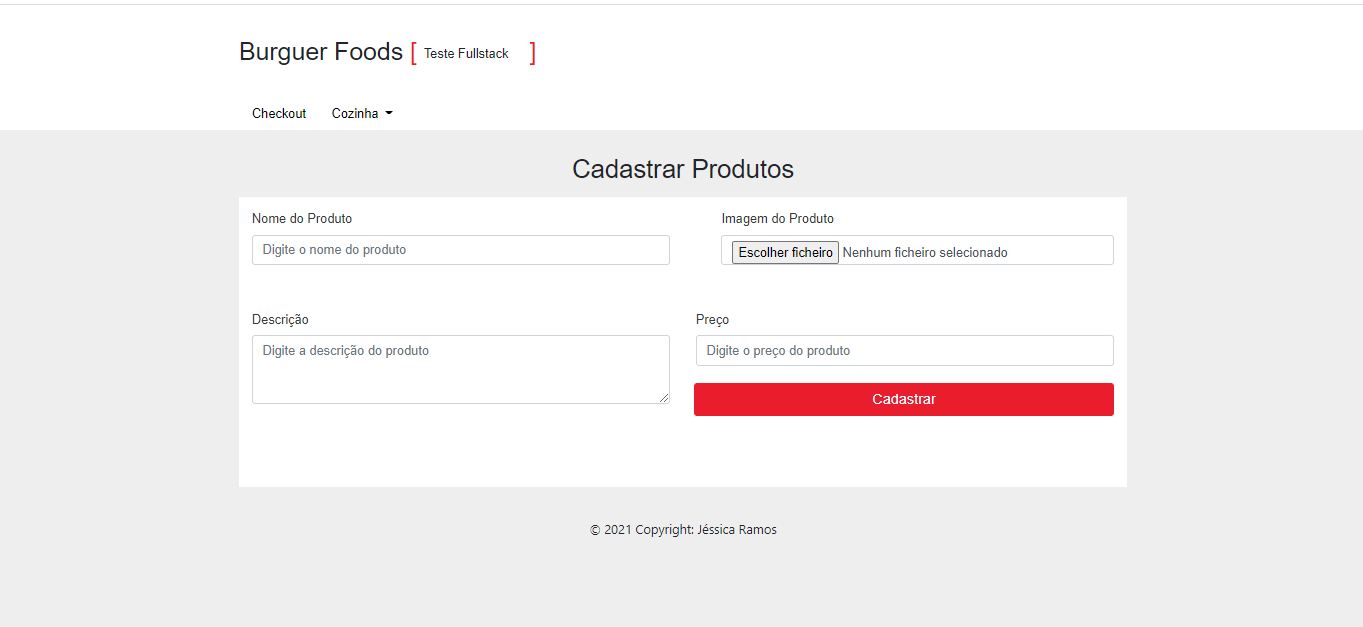 Burguer Foods [ Teste Fullstack ]
Checkout Cozinha
Cadastrar Produtos
Nome do Produto
Imagem do Produto
Digite o nome do produto
Escolher ficheiro Nenhum ficheiro selecionado
Descrição
Preço
Digite a descrição do produto
Digite o preço do produto
Cadastrar
© 2021 Copyright: Jéssica Ramos